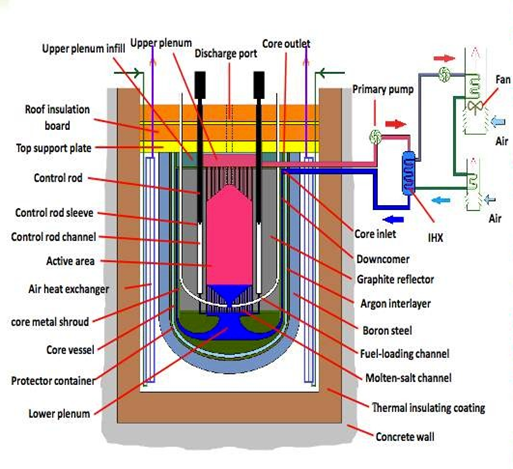 Upper plenum infill
Upper plenum
Discharge port
Core outlet
Primary pump
Fan
Air
Roof insulation
board
Top support plate
Control rod
Control rod sleeve
Control rod channel
Active area
Air heat exchanger
core metal shroud
Core vessel
Protector container
Lower plenum
Air
IHX
Core inlet
Downcomer
Graphite reflector
Argon interlayer
Boron steel
Fuel-loading channel
Molten-salt channel
Thermal insulating coating
Concrete wall